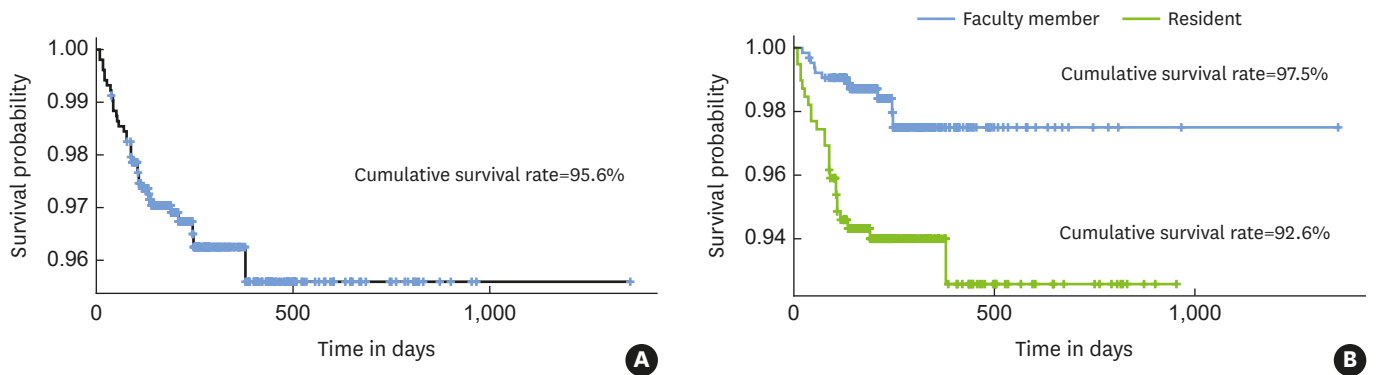 1.00
0.99
0.98
0.97
0.96
Survival probability
Cumulative survival rate=95.6%
0
500
1,000
Time in days
A
Faculty member
Resident
1.00
0.98
0.96
0.94
Survival probability
Cumulative survival rate=97.5%
Cumulative survival rate=92.6%
0
500
1,000
Time in days
B